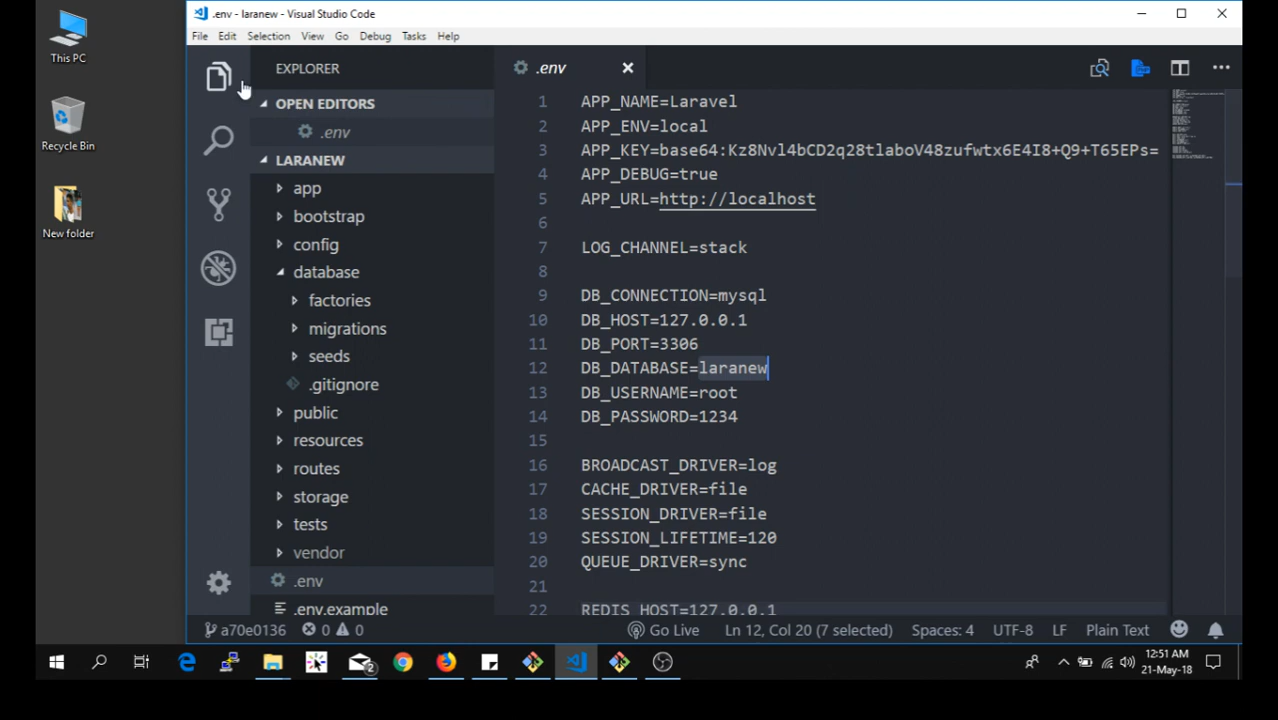 This PC
Recycle Bin
New folder
.env - laranew - Visual Studio Code
File Edit Selection View Go Debug Tasks Help
EXPLORER
OPEN EDITORS
.env
LARANEW
app
bootstrap
config
database
factories
migrations
seeds
.gitignore
public
resources
routes
storage
tests
vendor
.env
.env.example
.env
1 APP_NAME=Laravel
2 APP_ENV=local
3 APP_KEY=base64:Kz8Nvl4bCD2q28tlaboV48zufwtx6E4I8+Q9+T65EPs=
4 APP_DEBUG=true
5 APP_URL=http://localhost
6
7 LOG_CHANNEL=stack
8
9 DB_CONNECTION=mysql
10 DB_HOST=127.0.0.1
11 DB_PORT=3306
12 DB_DATABASE=laranew
13 DB_USERNAME=root
14 DB_PASSWORD=1234
15
16 BROADCAST_DRIVER=log
17 CACHE_DRIVER=file
18 SESSION_DRIVER=file
19 SESSION_LIFETIME=120
20 QUEUE_DRIVER=sync
21
22 REDIS_HOST=127.0.0.1
a70e0136 0 0 Go Live Ln 12, Col 20 (7 selected) Spaces: 4 UTF-8 LF Plain Text
2
12:51 AM
21-May-18